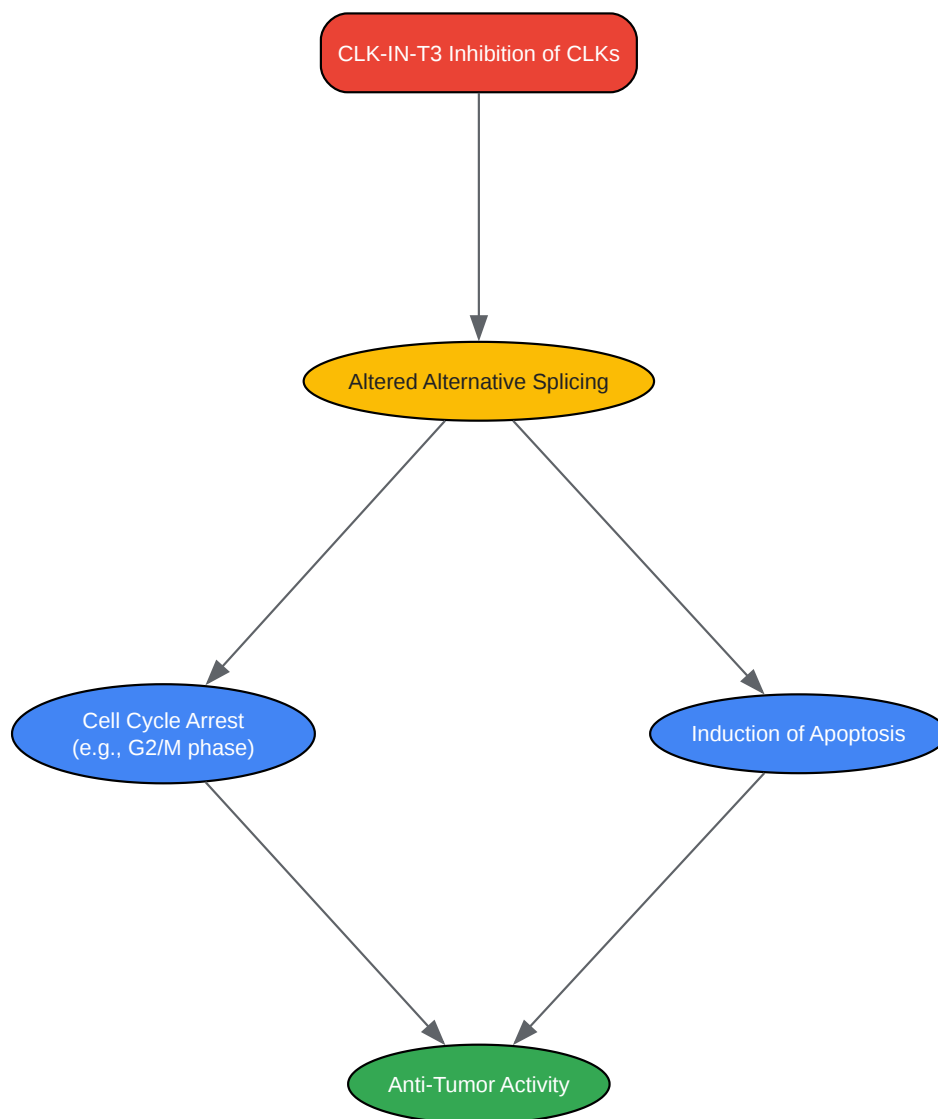 CLK-IN-T3 Inhibition of CLKs
Altered Alternative Splicing
Cell Cycle Arrest
(e.g., G2/M phase)
Induction of Apoptosis
Anti-Tumor Activity